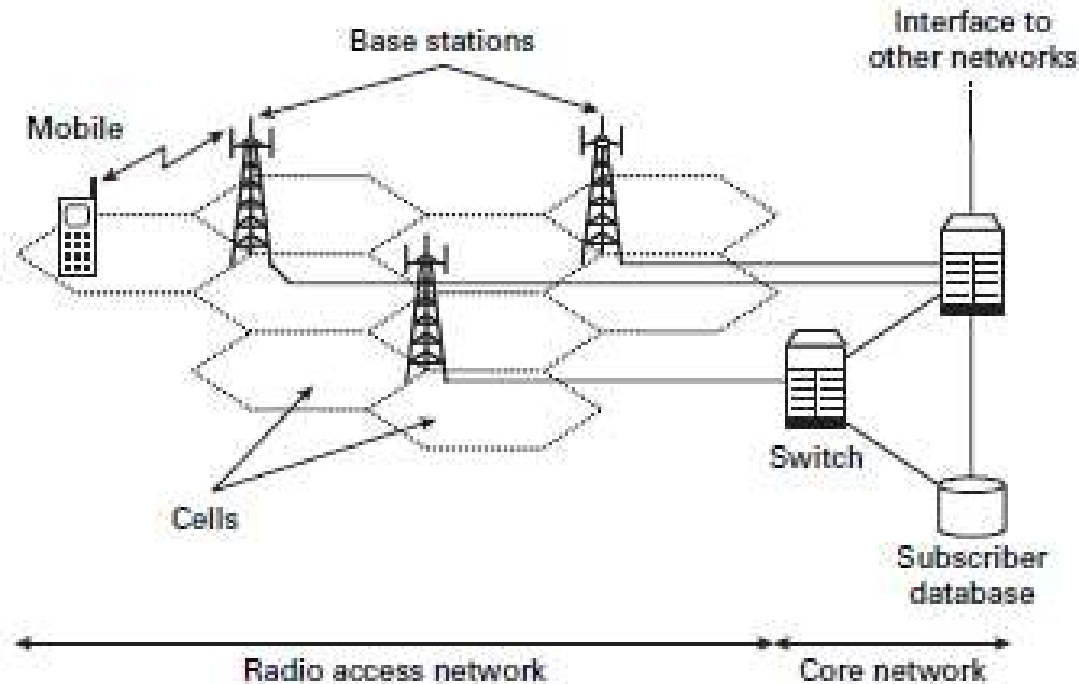 Interface to
other networks
Base stations
Mobile
Switch
Cells
Subscriber
database
Radio access network
Core network